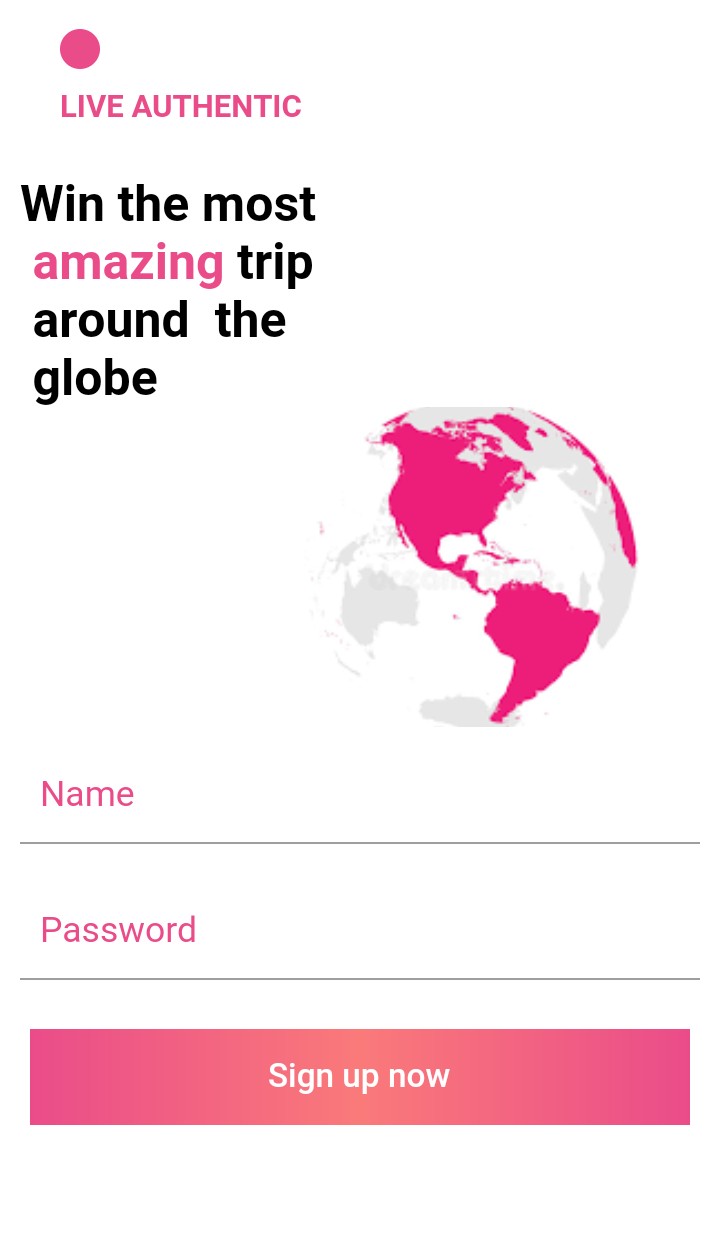 LIVE AUTHENTIC
Win the most
amazing trip
around  the
globe
Name
Password
Sign up now